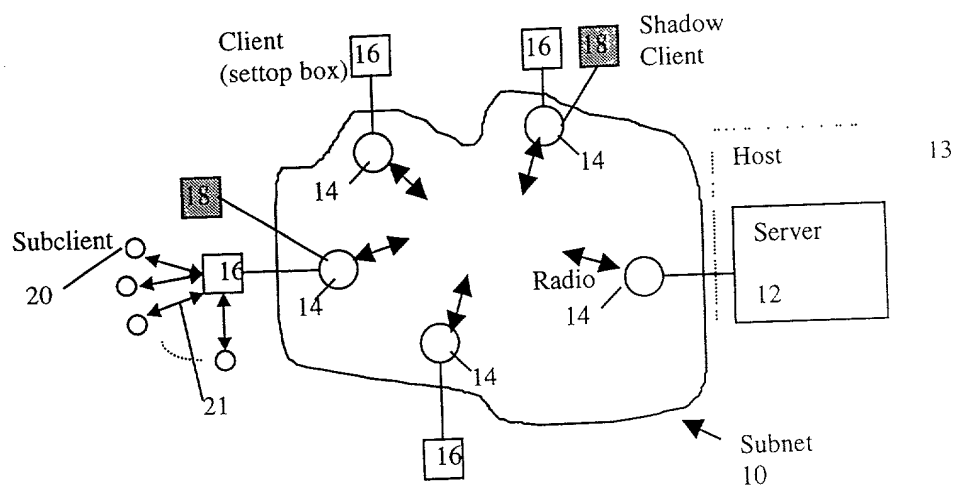 Client
(settop box)
16
16
18
Shadow
Client
14
14
Host
13
18
Subclient
20
16
14
21
Server
12
Radio
14
14
16
Subnet
10